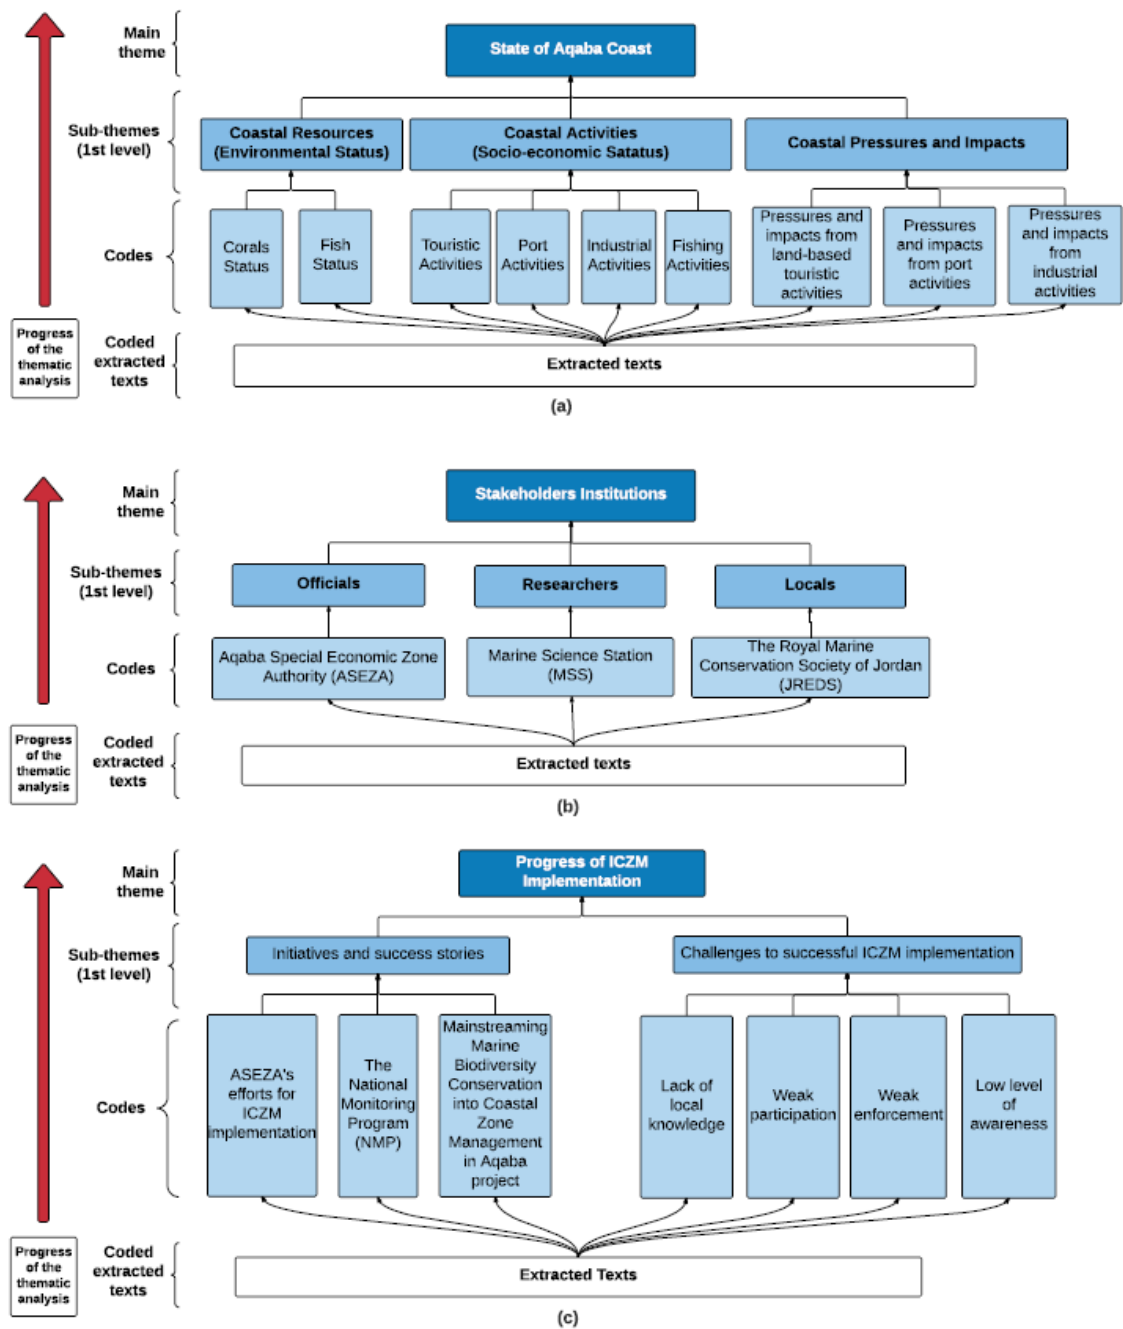 Main
theme
State of Aqaba Coast
Sub-themes
(1st level)
Coastal Resources
(Environmental Status)
Coastal Activities
(Socio-economic Satatus)
Coastal Pressures and Impacts
Codes
Corals
Status
Fish
Status
Touristic
Activities
Port
Activities
Industrial
Activities
Fishing
Activities
Pressures and
impacts from
land-based
touristic
activities
Pressures
and impacts
from port
activities
Pressures
and impacts
from
industrial
activities
Progress
of the
thematic
analysis
Coded
extracted
texts
Extracted texts
(a)
Main
theme
Stakeholders Institutions
Sub-themes
(1st level)
Officials
Researchers
Locals
Codes
Aqaba Special Economic Zone
Authority (ASEZA)
Marine Science Station
(MSS)
The Royal Marine
Conservation Society of Jordan
(JREDS)
Progress
of the
thematic
analysis
Coded
extracted
texts
Extracted texts
(b)
Main
theme
Progress of ICZM
Implementation
Sub-themes
(1st level)
Initiatives and success stories
Challenges to successful ICZM implementation
Codes
ASEZA's
efforts for
ICZM
implementation
The
National
Monitoring
Program
(NMP)
Mainstreaming
Marine
Biodiversity
Conservation
into Coastal
Zone
Management
in Aqaba
project
Lack of
local
knowledge
Weak
participation
Weak
enforcement
Low level
of
awareness
Progress
of the
thematic
analysis
Coded
extracted
texts
Extracted Texts
(c)